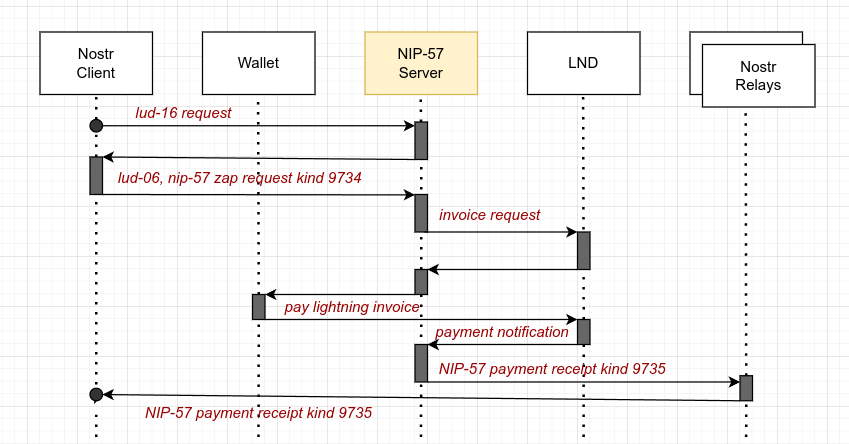 Nostr
Client
Wallet
NIP-57
Server
LND
Nostr
Relays
lud-16 request
lud-06, nip-57 zap request kind 9734
invoice request
pay lightning invoice
payment notification
NIP-57 payment receipt kind 9735
NIP-57 payment receipt kind 9735